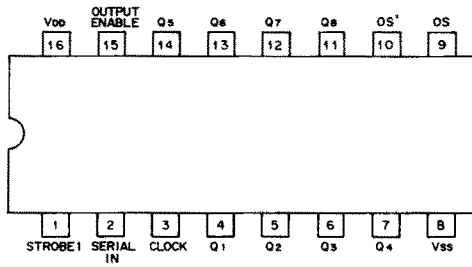 VDD OUTPUT ENABLE Q5 Q6 Q7 Q8 OS' OS
16 15 14 13 12 11 10 9
1 2 3 4 5 6 7 8
STROBE1 SERIAL IN CLOCK Q1 Q2 Q3 Q4 VSS